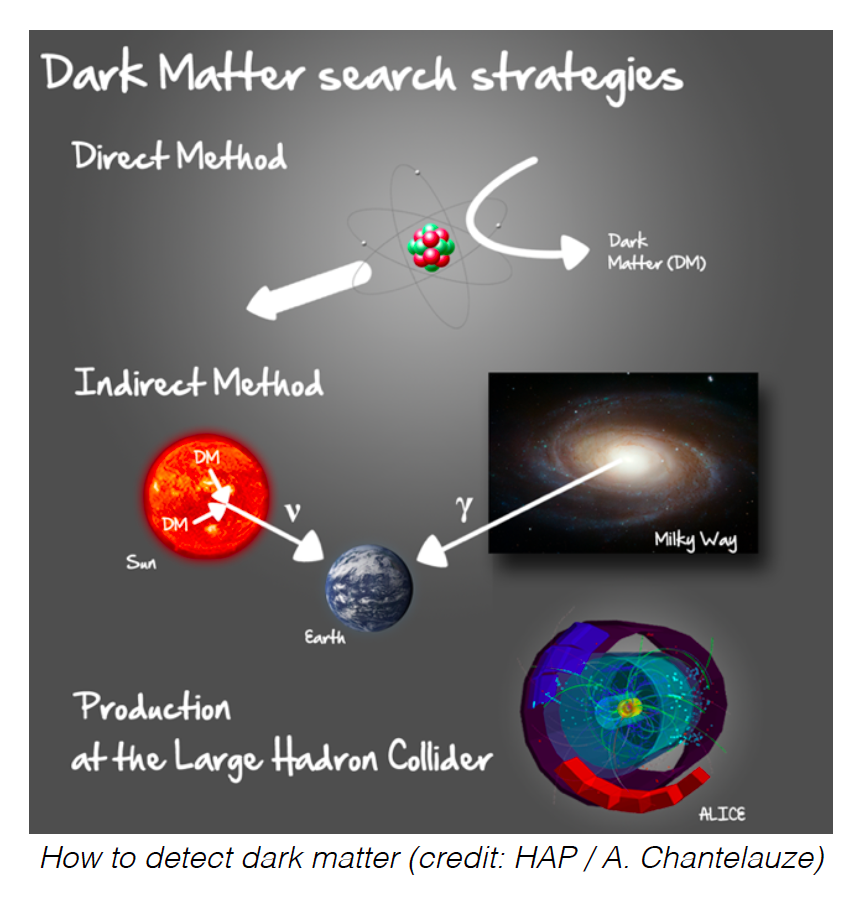 Dark Matter search strategies
Direct Method
Dark
Matter (DM)
Indirect Method
DM
DM
ν
γ
Sun
Milky Way
Earth
Production
at the Large Hadron Collider
ALICE
How to detect dark matter (credit: HAP / A. Chantelauze)